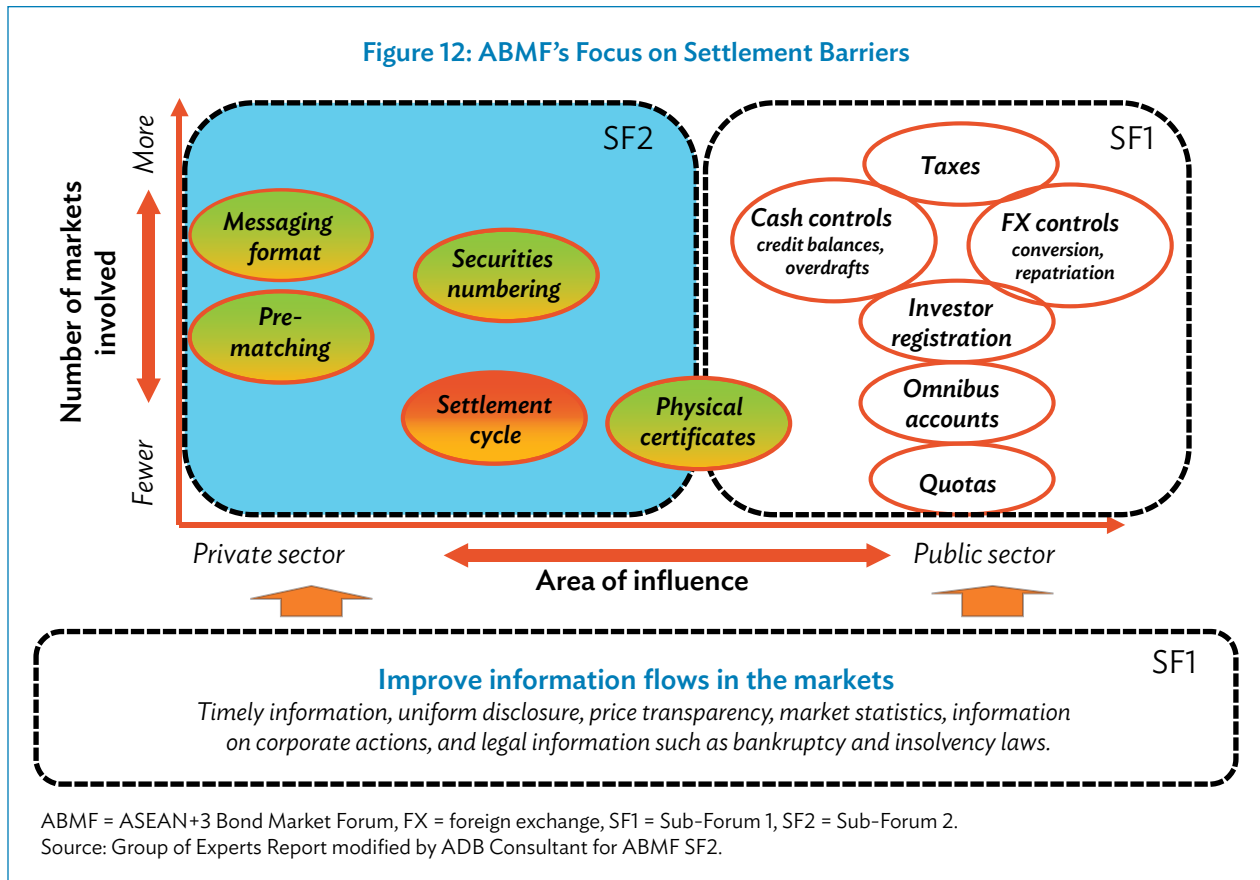 Figure 12: ABMF's Focus on Settlement Barriers
More
Number of markets
involved
Fewer
SF2
Messaging
format
Securities
numbering
Pre-
matching
Settlement
cycle
Physical
certificates
SF1
Taxes
Cash controls
credit balances,
overdrafts
FX controls
conversion,
repatriation
Investor
registration
Omnibus
accounts
Quotas
Private sector
Area of influence
Public sector
SF1
Improve information flows in the markets
Timely information, uniform disclosure, price transparency, market statistics, information
on corporate actions, and legal information such as bankruptcy and insolvency laws.
ABMF = ASEAN+3 Bond Market Forum, FX = foreign exchange, SF1 = Sub-Forum 1, SF2 = Sub-Forum 2.
Source: Group of Experts Report modified by ADB Consultant for ABMF SF2.